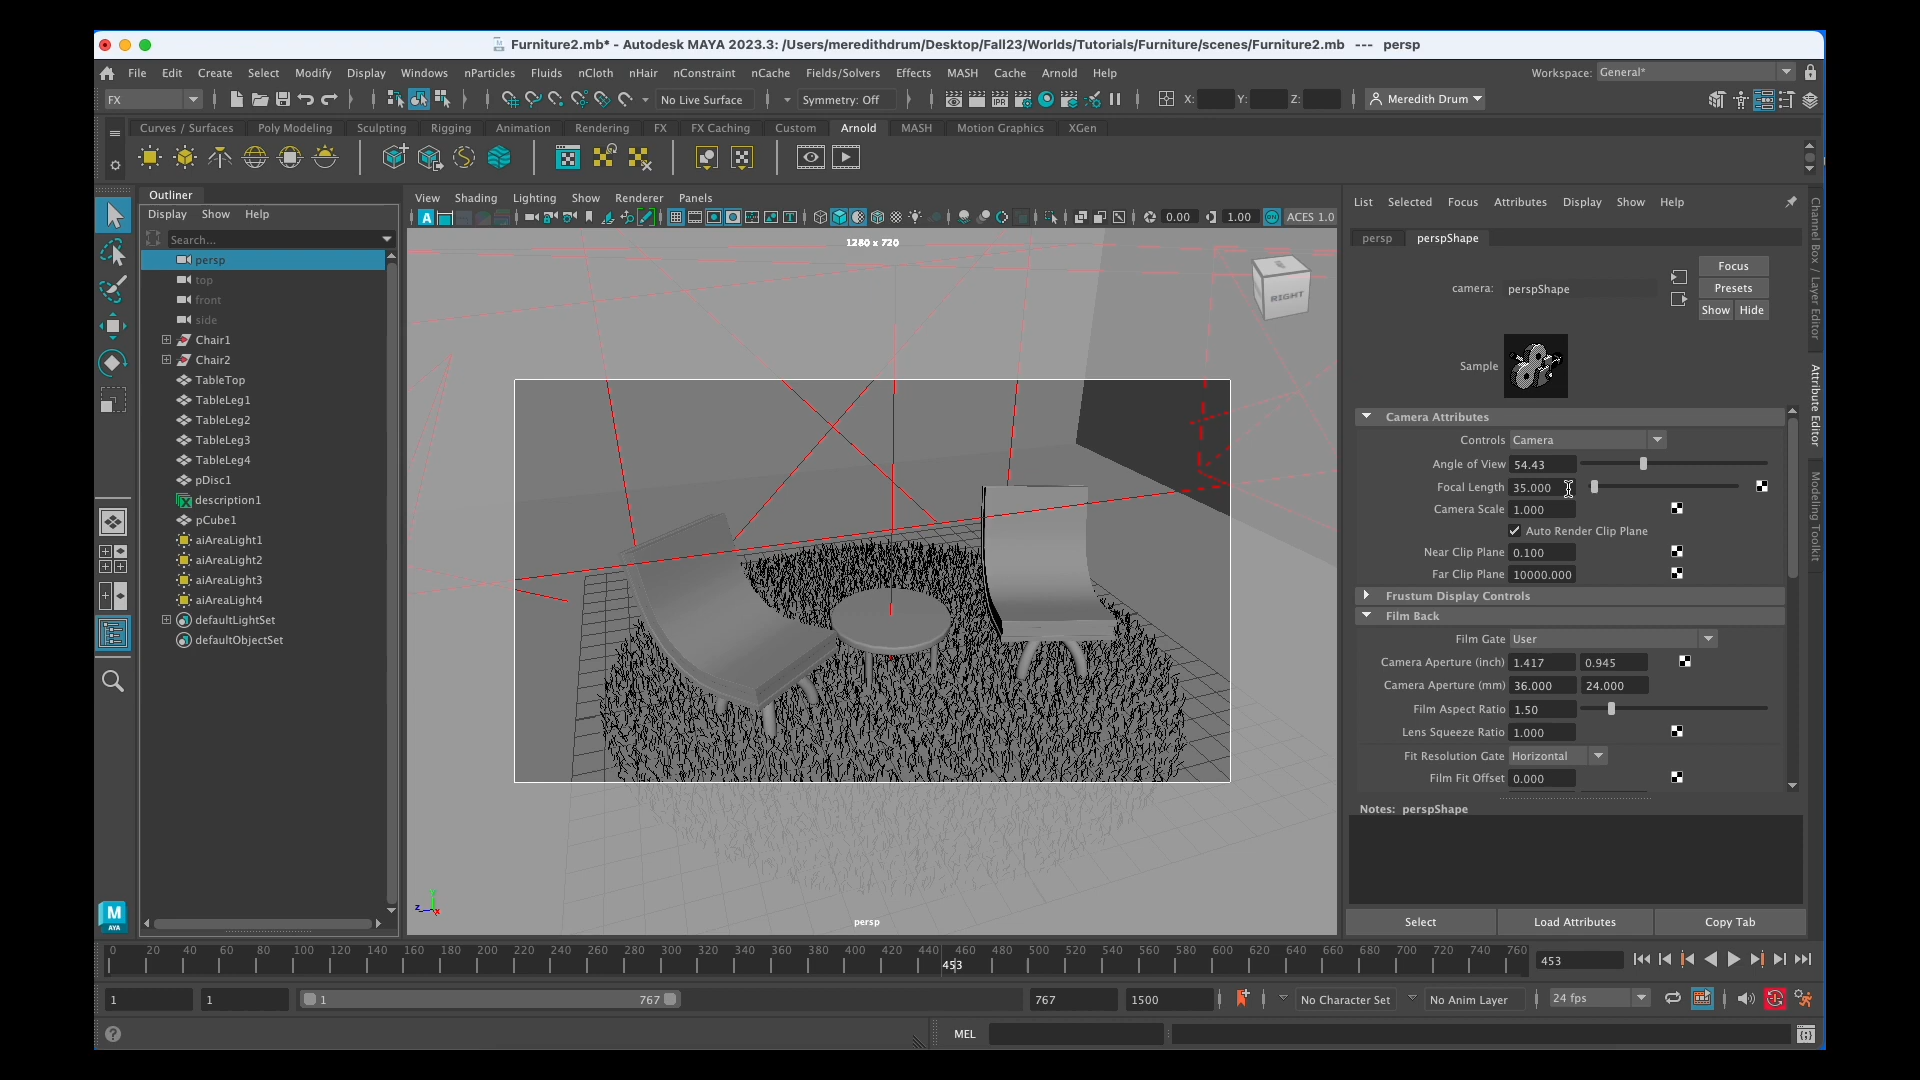 Furniture2.mb* - Autodesk MAYA 2023.3: /Users/meredithdrum/Desktop/Fall23/Worlds/Tutorials/Furniture/scenes/Furniture2.mb --- persp
File Edit Create Select Modify Display Windows nParticles Fluids nCloth nHair nConstraint nCache Fields/Solvers Effects MASH Cache Arnold Help Workspace: General*
FX No Live Surface Symmetry: Off IPR X: Y: Z: Meredith Drum
Curves / Surfaces Poly Modeling Sculpting Rigging Animation Rendering FX FX Caching Custom Arnold MASH Motion Graphics XGen
Outliner
Display Show Help
Search...
persp
top
front
side
Chair1
Chair2
TableTop
TableLeg1
TableLeg2
TableLeg3
TableLeg4
pDisc1
description1
pCube1
aiAreaLight1
aiAreaLight2
aiAreaLight3
aiAreaLight4
defaultLightSet
defaultObjectSet
M
AYA
View Shading Lighting Show Renderer Panels
A 0.00 1.00 ON ACES 1.0
1280 x 720
RIGHT
y
z x
persp
List Selected Focus Attributes Display Show Help
persp perspShape
Focus
camera: perspShape
Presets
Show Hide
Sample
Camera Attributes
Controls Camera
Angle of View 54.43
Focal Length 35.000
Camera Scale 1.000
Auto Render Clip Plane
Near Clip Plane 0.100
Far Clip Plane 10000.000
Frustum Display Controls
Film Back
Film Gate User
Camera Aperture (inch) 1.417 0.945
Camera Aperture (mm) 36.000 24.000
Film Aspect Ratio 1.50
Lens Squeeze Ratio 1.000
Fit Resolution Gate Horizontal
Film Fit Offset 0.000
Notes: perspShape
Select Load Attributes Copy Tab
Channel Box / Layer Editor
Attribute Editor
Modeling Toolkit
0 20 40 60 80 100 120 140 160 180 200 220 240 260 280 300 320 340 360 380 400 420 440 460 480 500 520 540 560 580 600 620 640 660 680 700 720 740 760
453 453
1 1 1 767 767 1500 No Character Set No Anim Layer 24 fps
MEL